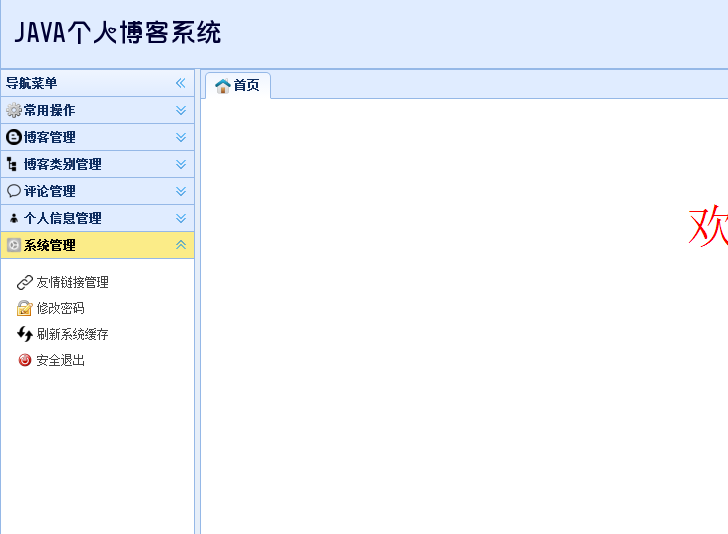 JAVA个人博客系统
导航菜单
首页
常用操作
博客管理
博客类别管理
评论管理
个人信息管理
系统管理
友情链接管理
修改密码
刷新系统缓存
安全退出
欢